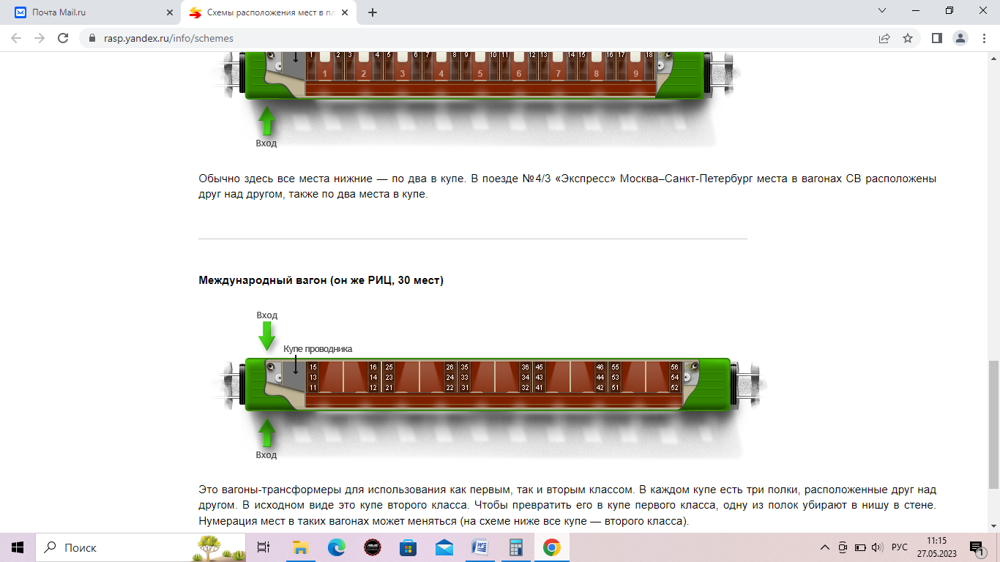 Почта Mail.ru
Схемы расположения мест в пл
rasp.yandex.ru/info/schemes
1 2 3 4 5 6 7 8 9 10 11 12 13 14 15 16 17 18
1 2 3 4 5 6 7 8 9
Вход
Обычно здесь все места нижние — по два в купе. В поезде №4/3 «Экспресс» Москва–Санкт-Петербург места в вагонах СВ расположены
друг над другом, также по два места в купе.
Международный вагон (он же РИЦ, 30 мест)
Вход
Купе проводника
15 16 25 26 35 36 45 46 55 56
13 14 23 24 33 34 43 44 53 54
11 12 21 22 31 32 41 42 51 52
Вход
Это вагоны-трансформеры для использования как первым, так и вторым классом. В каждом купе есть три полки, расположенные друг над
другом. В исходном виде это купе второго класса. Чтобы превратить его в купе первого класса, одну из полок убирают в нишу в стене.
Нумерация мест в таких вагонах может меняться (на схеме ниже все купе — второго класса).
Поиск
РУС
11:15
27.05.2023
1